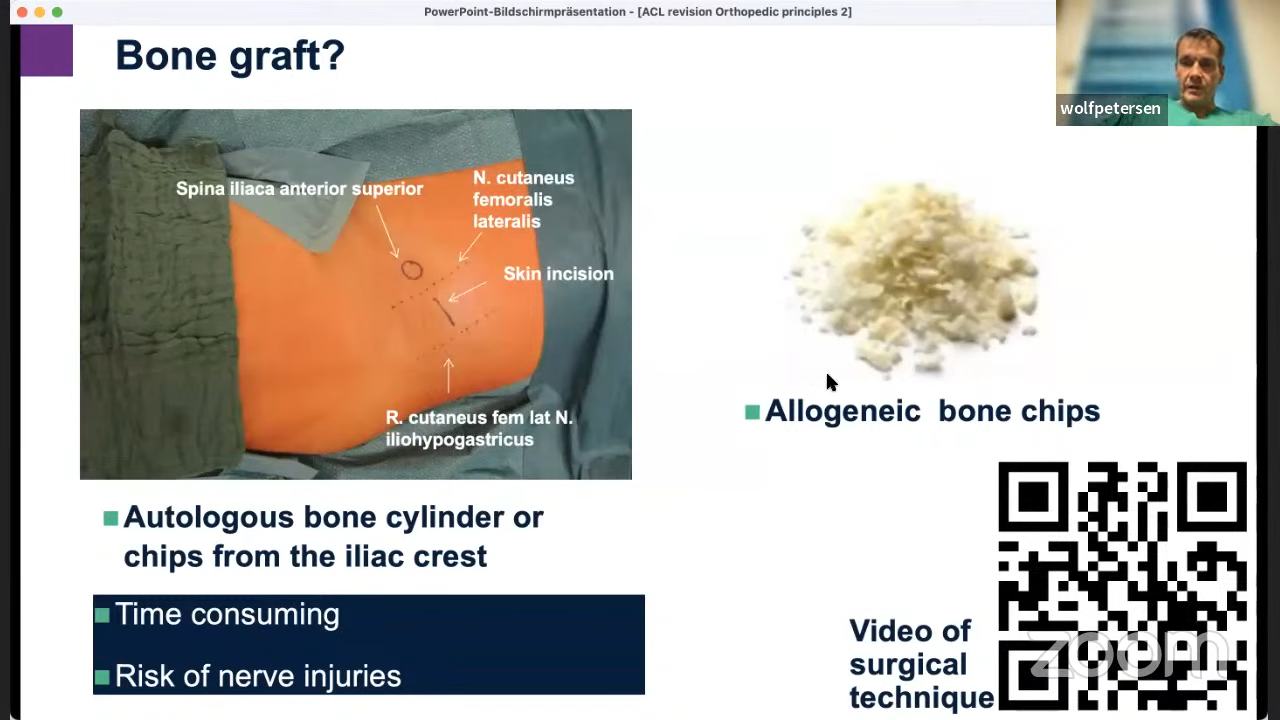 PowerPoint-Bildschirmpräsentation - [ACL revision Orthopedic principles 2]
Bone graft?
wolfpetersen
Spina iliaca anterior superior
N. cutaneus
femoralis
lateralis
Skin incision
R. cutaneus fem lat N.
iliohypogastricus
Allogeneic bone chips
Autologous bone cylinder or
chips from the iliac crest
Time consuming
Risk of nerve injuries
Video of
surgical
technique
zoom